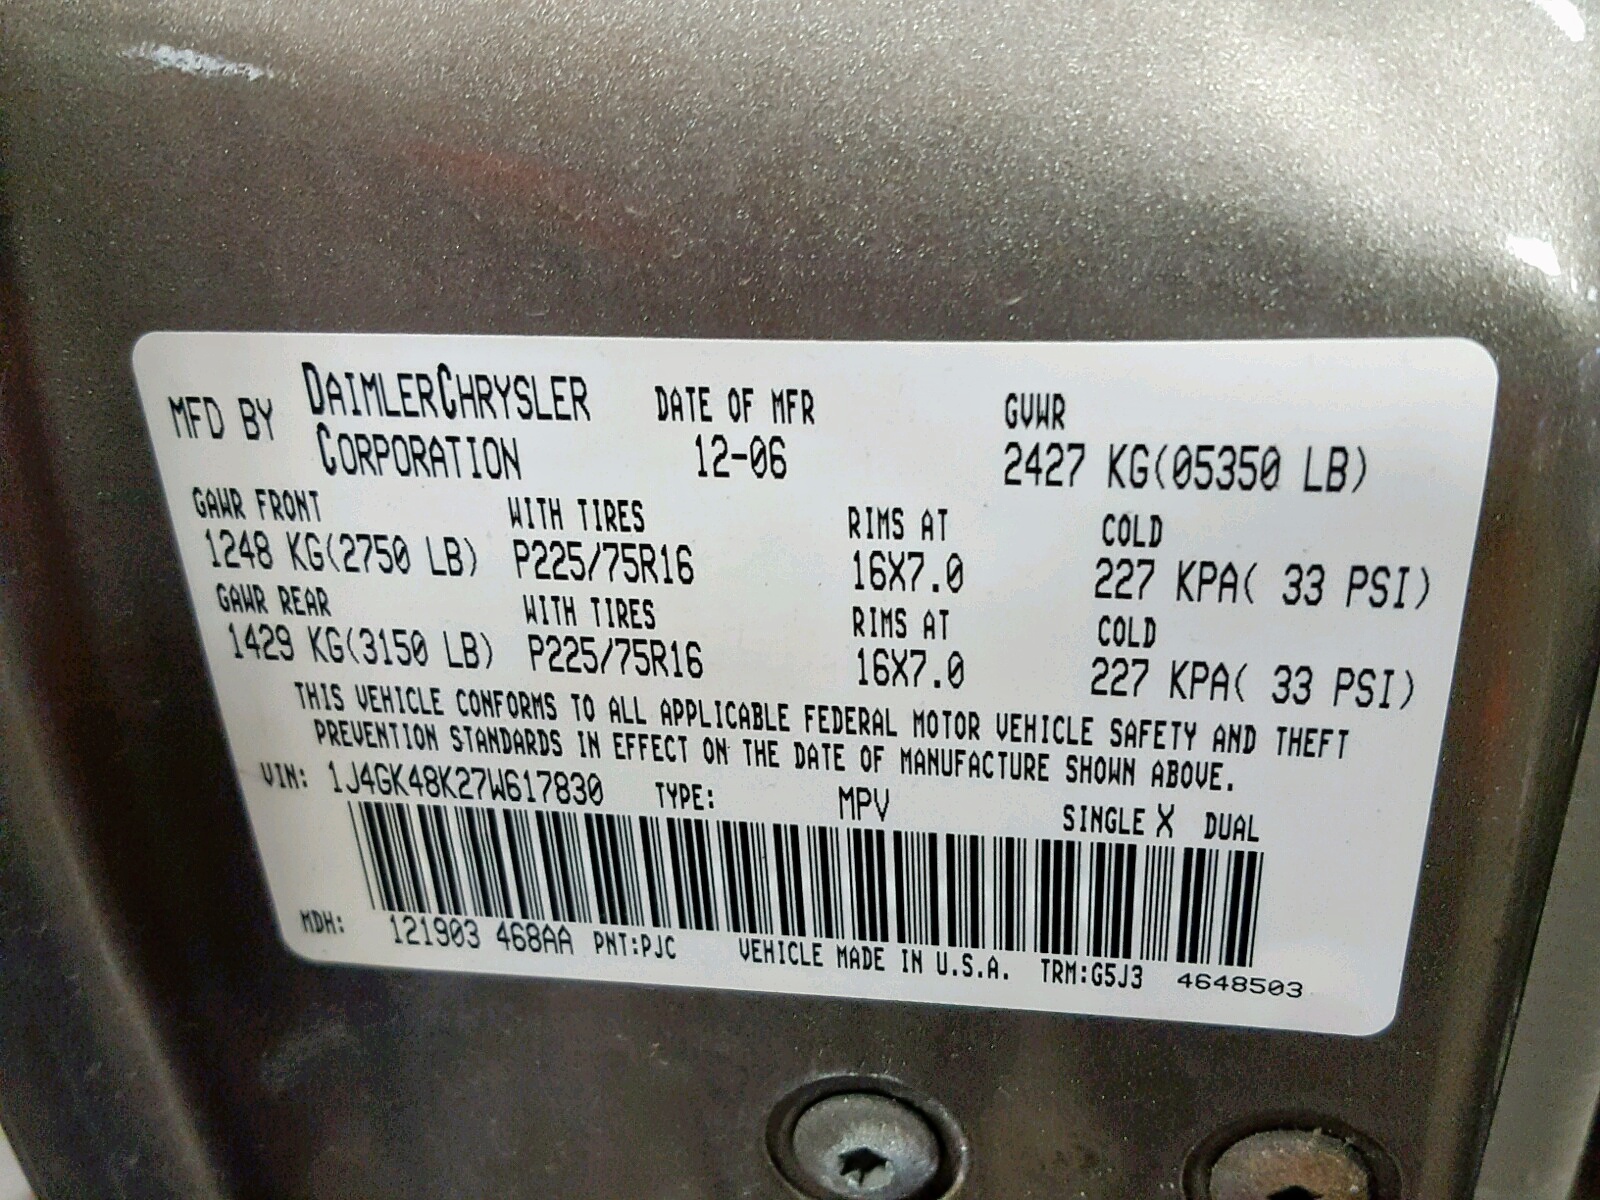 MFD BY DAIMLERCHRYSLER CORPORATION DATE OF MFR 12-06 GVWR 2427 KG(05350 LB)
GAWR FRONT WITH TIRES RIMS AT COLD
1248 KG(2750 LB) P225/75R16 16X7.0 227 KPA( 33 PSI)
GAWR REAR WITH TIRES RIMS AT COLD
1429 KG(3150 LB) P225/75R16 16X7.0 227 KPA( 33 PSI)
THIS VEHICLE CONFORMS TO ALL APPLICABLE FEDERAL MOTOR VEHICLE SAFETY AND THEFT
PREVENTION STANDARDS IN EFFECT ON THE DATE OF MANUFACTURE SHOWN ABOVE.
VIN: 1J4GK48K27W617830 TYPE: MPV SINGLE X DUAL
MDH: 121903 468AA PNT:PJC VEHICLE MADE IN U.S.A. TRM:G5J3 4648503